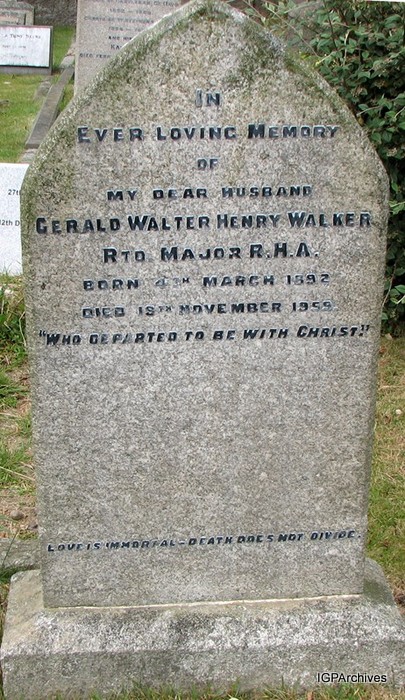 IN
EVER LOVING MEMORY
OF
MY DEAR HUSBAND
GERALD WALTER HENRY WALKER
RTD MAJOR R.H.A.
BORN 4TH MARCH 1892
DIED 19TH NOVEMBER 1959.
"WHO DEPARTED TO BE WITH CHRIST."
LOVE IS IMMORTAL - DEATH DOES NOT DIVIDE.
IGPArchives